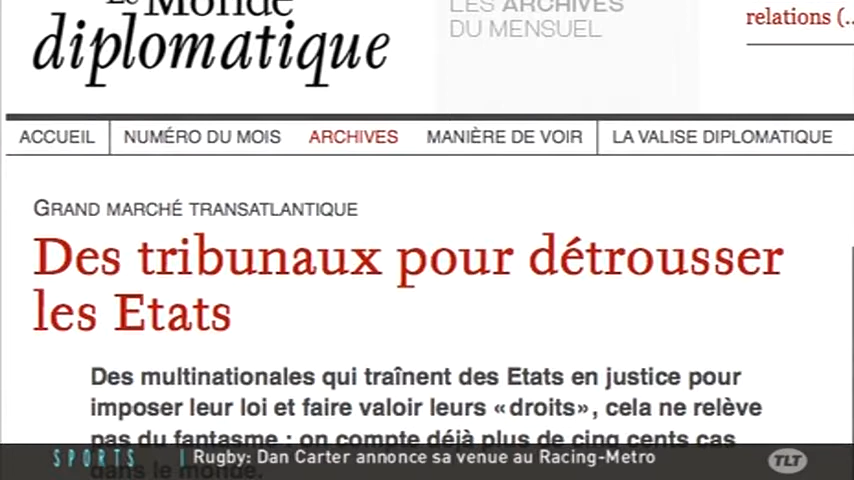 Le Monde
diplomatique
LES ARCHIVES
DU MENSUEL
relations (...
ACCUEIL
NUMÉRO DU MOIS
ARCHIVES
MANIÈRE DE VOIR
LA VALISE DIPLOMATIQUE
GRAND MARCHÉ TRANSATLANTIQUE
Des tribunaux pour détrousser
les Etats
Des multinationales qui traînent des Etats en justice pour
imposer leur loi et faire valoir leurs «droits», cela ne relève
pas du fantasme : on compte déjà plus de cinq cents cas
dans le monde.
SPORTS
Rugby: Dan Carter annonce sa venue au Racing-Metro
TLT